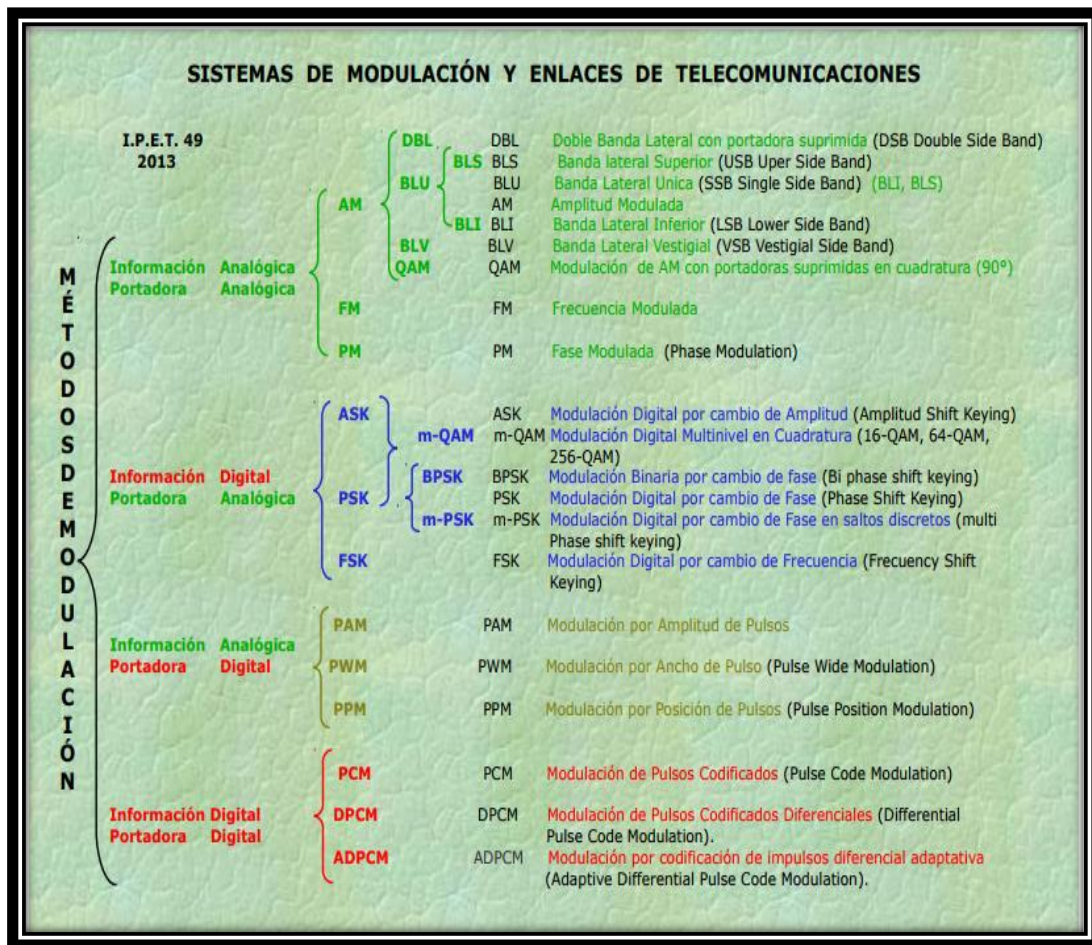 SISTEMAS DE MODULACIÓN Y ENLACES DE TELECOMUNICACIONES
I.P.E.T. 49
2013
MÉTODOS DE MODULACIÓN
Información Analógica
Portadora Analógica
AM
DBL DBL Doble Banda Lateral con portadora suprimida (DSB Double Side Band)
BLS BLS Banda lateral Superior (USB Uper Side Band)
BLU BLU Banda Lateral Unica (SSB Single Side Band) (BLI, BLS)
AM Amplitud Modulada
BLI BLI Banda Lateral Inferior (LSB Lower Side Band)
BLV BLV Banda Lateral Vestigial (VSB Vestigial Side Band)
QAM QAM Modulación de AM con portadoras suprimidas en cuadratura (90°)
FM FM Frecuencia Modulada
PM PM Fase Modulada (Phase Modulation)
Información Digital
Portadora Analógica
ASK ASK Modulación Digital por cambio de Amplitud (Amplitud Shift Keying)
m-QAM m-QAM Modulación Digital Multinivel en Cuadratura (16-QAM, 64-QAM,
256-QAM)
BPSK BPSK Modulación Binaria por cambio de fase (Bi phase shift keying)
PSK PSK Modulación Digital por cambio de Fase (Phase Shift Keying)
m-PSK m-PSK Modulación Digital por cambio de Fase en saltos discretos (multi
Phase shift keying)
FSK FSK Modulación Digital por cambio de Frecuencia (Frecuency Shift
Keying)
Información Analógica
Portadora Digital
PAM PAM Modulación por Amplitud de Pulsos
PWM PWM Modulación por Ancho de Pulso (Pulse Wide Modulation)
PPM PPM Modulación por Posición de Pulsos (Pulse Position Modulation)
Información Digital
Portadora Digital
PCM PCM Modulación de Pulsos Codificados (Pulse Code Modulation)
DPCM DPCM Modulación de Pulsos Codificados Diferenciales (Differential
Pulse Code Modulation).
ADPCM ADPCM Modulación por codificación de impulsos diferencial adaptativa
(Adaptive Differential Pulse Code Modulation).